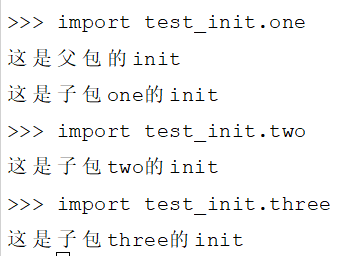 >>> import test_init.one
这是父包的init
这是子包one的init
>>> import test_init.two
这是子包two的init
>>> import test_init.three
这是子包three的init